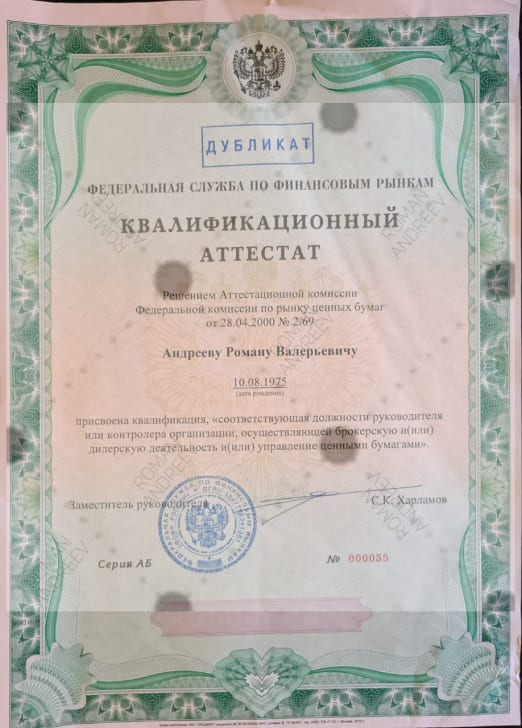 ДУБЛИКАТ
ФЕДЕРАЛЬНАЯ СЛУЖБА ПО ФИНАНСОВЫМ РЫНКАМ
КВАЛИФИКАЦИОННЫЙ
АТТЕСТАТ
Решением Аттестационной комиссии
Федеральной комиссии по рынку ценных бумаг
от 28.04.2000 № 2/69
Андрееву Роману Валерьевичу
10.08.1975
(дата рождения)
присвоена квалификация, «соответствующая должности руководителя
или контролера организации, осуществляющей брокерскую и(или)
дилерскую деятельность и(или) управление ценными бумагами».
Заместитель руководителя
С.К. Харламов
Серия АБ
№ 000055
ROMAN
ANDREEV
ROMAN
ANDREEV
ROMAN
ANDREEV
ROMAN
ANDREEV
ROMAN
ANDREEV